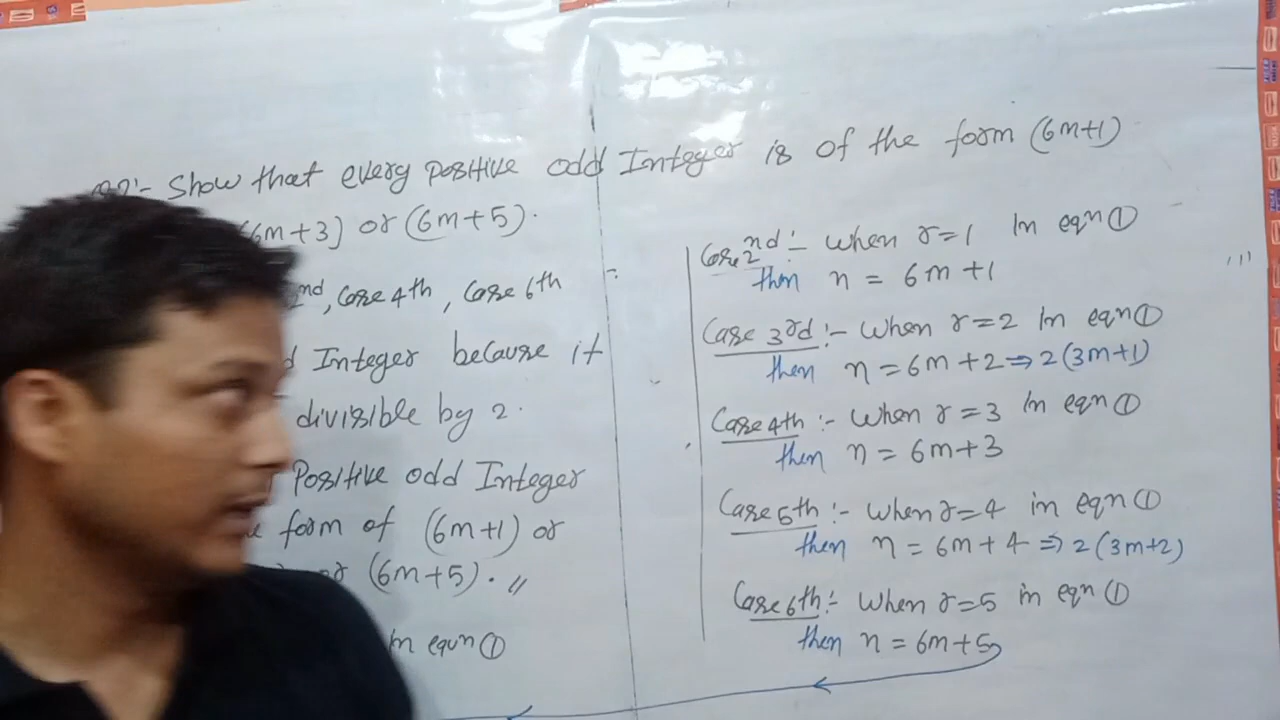 Show that every positive odd Integer is of the form (6m+1)
(6m+3) or (6m+5).
2nd, Case 4th, Case 6th
Integer because it
divisible by 2.
Positive odd Integer
form of (6m+1) or
or (6m+5). //
In equn ①
Case 2nd :- when r=1 In eqn ①
then n = 6m+1
Case 3rd :- When r=2 In eqn ①
then n = 6m+2 ⇒ 2(3m+1)
Case 4th :- When r=3 In eqn ①
then n = 6m+3
Case 5th :- when r=4 in eqn ①
then n = 6m+4 ⇒ 2(3m+2)
Case 6th :- When r=5 in eqn ①
then n = 6m+5